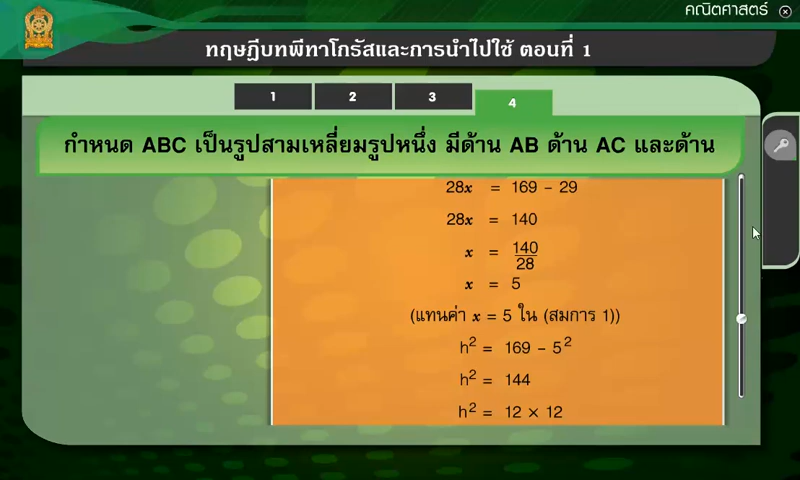 คณิตศาสตร์
ทฤษฎีบทพีทาโกรัสและการนำไปใช้ ตอนที่ 1
1 2 3 4
กำหนด ABC เป็นรูปสามเหลี่ยมรูปหนึ่ง มีด้าน AB ด้าน AC และด้าน
28x = 169 - 29
28x = 140
x = 140/28
x = 5
(แทนค่า x = 5 ใน (สมการ 1))
h² = 169 - 5²
h² = 144
h² = 12 × 12